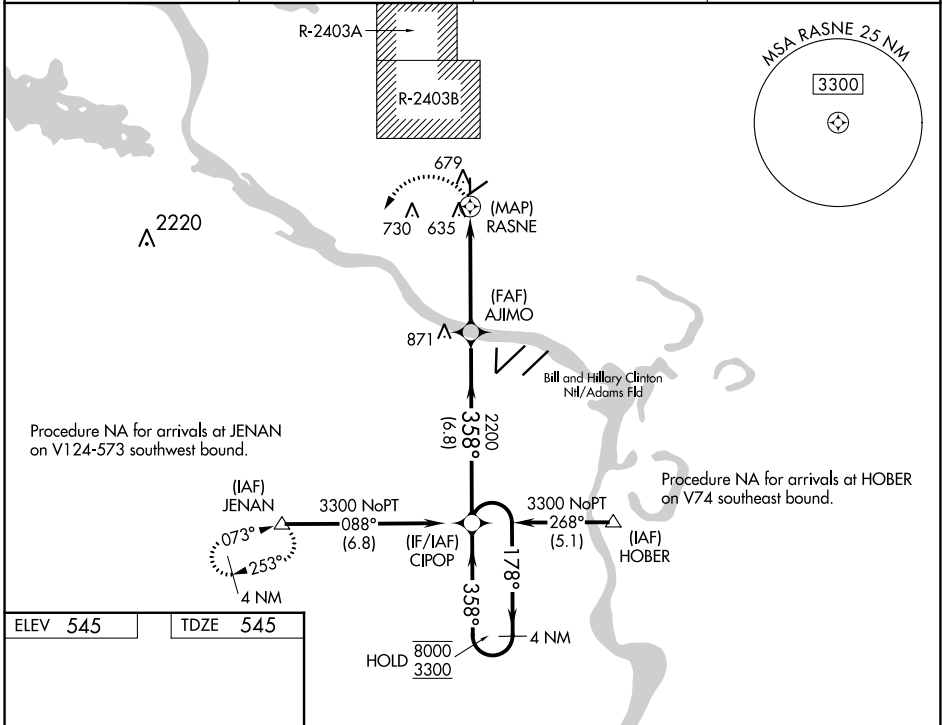 R-2403A
R-2403B
MSA RASNE 25 NM
3300
679
730
635
(MAP)
RASNE
2220
(FAF)
AJIMO
871
Bill and Hillary Clinton
Ntl/Adams Fld
2200
358°
(6.8)
Procedure NA for arrivals at JENAN
on V124-573 southwest bound.
Procedure NA for arrivals at HOBER
on V74 southeast bound.
(IAF)
JENAN
3300 NoPT
088°
(6.8)
(IF/IAF)
CIPOP
3300 NoPT
268°
(5.1)
(IAF)
HOBER
073°
253°
4 NM
178°
358°
4 NM
HOLD
8000
3300
ELEV 545
TDZE 545